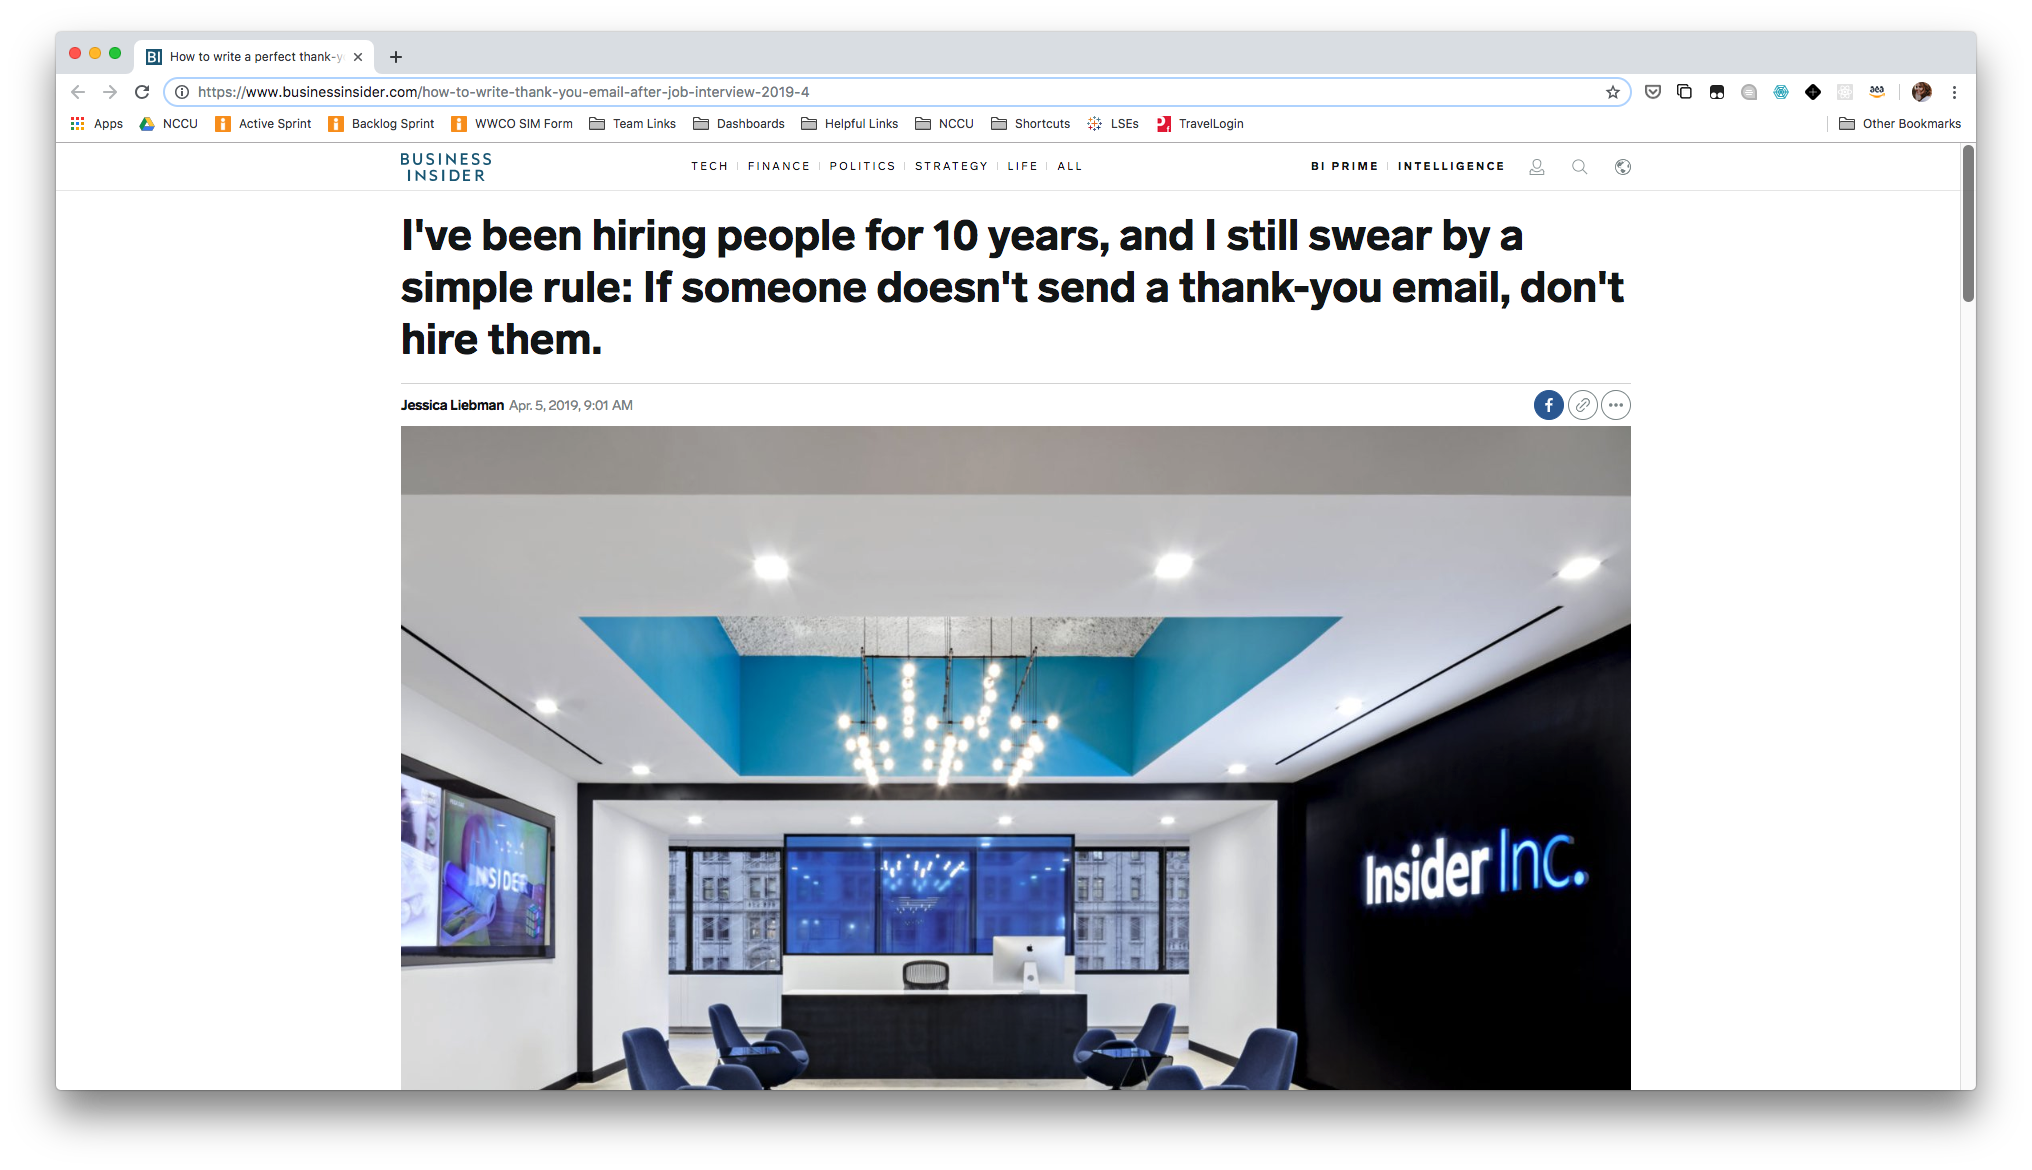 How to write a perfect thank-y
https://www.businessinsider.com/how-to-write-thank-you-email-after-job-interview-2019-4
Apps NCCU Active Sprint Backlog Sprint WWCO SIM Form Team Links Dashboards Helpful Links NCCU Shortcuts LSEs TravelLogin Other Bookmarks
BUSINESS
INSIDER
TECH FINANCE POLITICS STRATEGY LIFE ALL
BI PRIME INTELLIGENCE
I've been hiring people for 10 years, and I still swear by a
simple rule: If someone doesn't send a thank-you email, don't
hire them.
Jessica Liebman Apr. 5, 2019, 9:01 AM
INSIDER
Insider Inc.